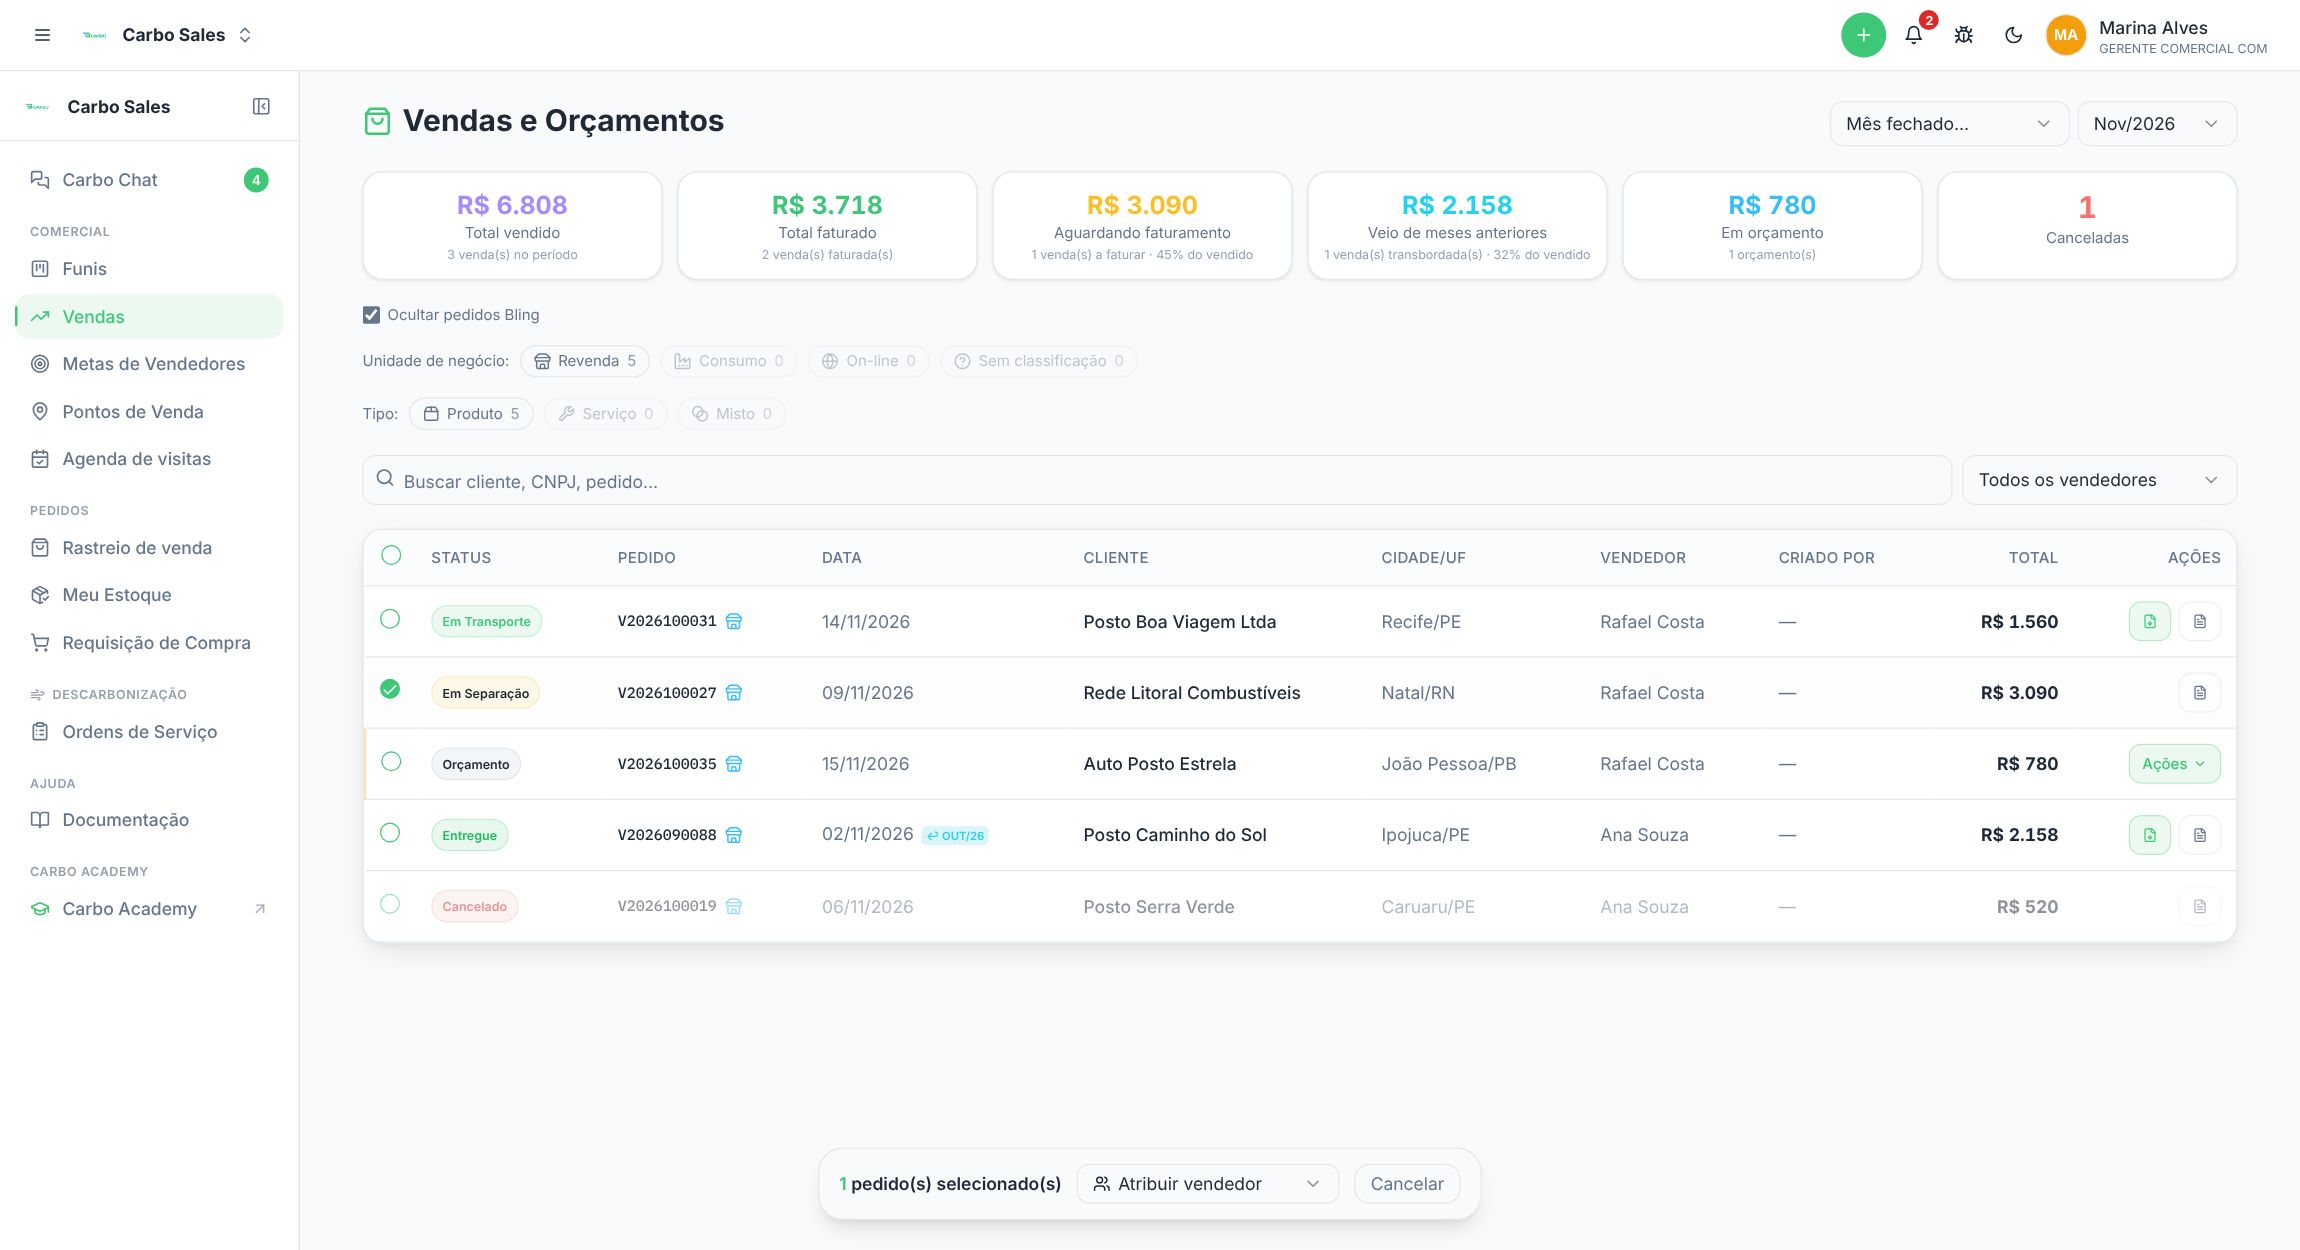 Carbo Sales
2
MA
Marina Alves
GERENTE COMERCIAL COM
Carbo Sales
Carbo Chat 4
COMERCIAL
Funis
Vendas
Metas de Vendedores
Pontos de Venda
Agenda de visitas
PEDIDOS
Rastreio de venda
Meu Estoque
Requisição de Compra
DESCARBONIZAÇÃO
Ordens de Serviço
AJUDA
Documentação
CARBO ACADEMY
Carbo Academy
Vendas e Orçamentos
Mês fechado... Nov/2026
R$ 6.808
Total vendido
3 venda(s) no período
R$ 3.718
Total faturado
2 venda(s) faturada(s)
R$ 3.090
Aguardando faturamento
1 venda(s) a faturar · 45% do vendido
R$ 2.158
Veio de meses anteriores
1 venda(s) transbordada(s) · 32% do vendido
R$ 780
Em orçamento
1 orçamento(s)
1
Canceladas
Ocultar pedidos Bling
Unidade de negócio: Revenda 5 Consumo 0 On-line 0 Sem classificação 0
Tipo: Produto 5 Serviço 0 Misto 0
Buscar cliente, CNPJ, pedido... Todos os vendedores
STATUS PEDIDO DATA CLIENTE CIDADE/UF VENDEDOR CRIADO POR TOTAL AÇÕES
Em Transporte V2026100031 14/11/2026 Posto Boa Viagem Ltda Recife/PE Rafael Costa — R$ 1.560
Em Separação V2026100027 09/11/2026 Rede Litoral Combustíveis Natal/RN Rafael Costa — R$ 3.090
Orçamento V2026100035 15/11/2026 Auto Posto Estrela João Pessoa/PB Rafael Costa — R$ 780 Ações
Entregue V2026090088 02/11/2026 OUT/26 Posto Caminho do Sol Ipojuca/PE Ana Souza — R$ 2.158
Cancelado V2026100019 06/11/2026 Posto Serra Verde Caruaru/PE Ana Souza — R$ 520
1 pedido(s) selecionado(s) Atribuir vendedor Cancelar